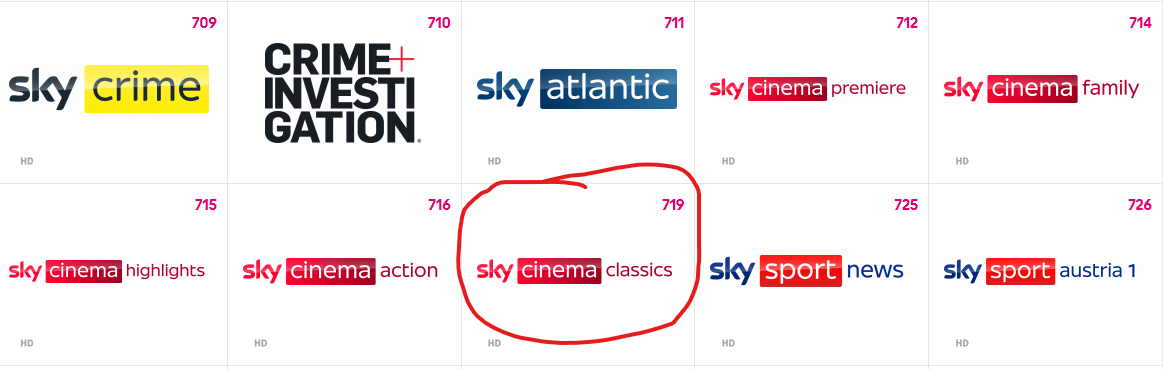 709
sky crime
HD
710
CRIME+
INVESTI
GATION®
711
sky atlantic
HD
712
sky cinema premiere
HD
714
sky cinema family
HD
715
sky cinema highlights
HD
716
sky cinema action
HD
719
sky cinema classics
HD
725
sky sport news
HD
726
sky sport austria 1
HD